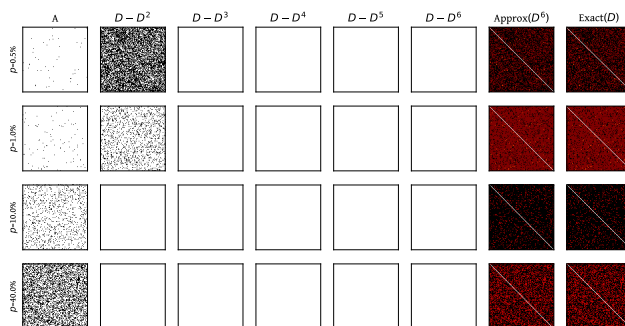 A D − D² D − D³ D − D⁴ D − D⁵ D − D⁶ Approx(D⁶) Exact(D)
p=0.5%
p=1.0%
p=10.0%
p=40.0%